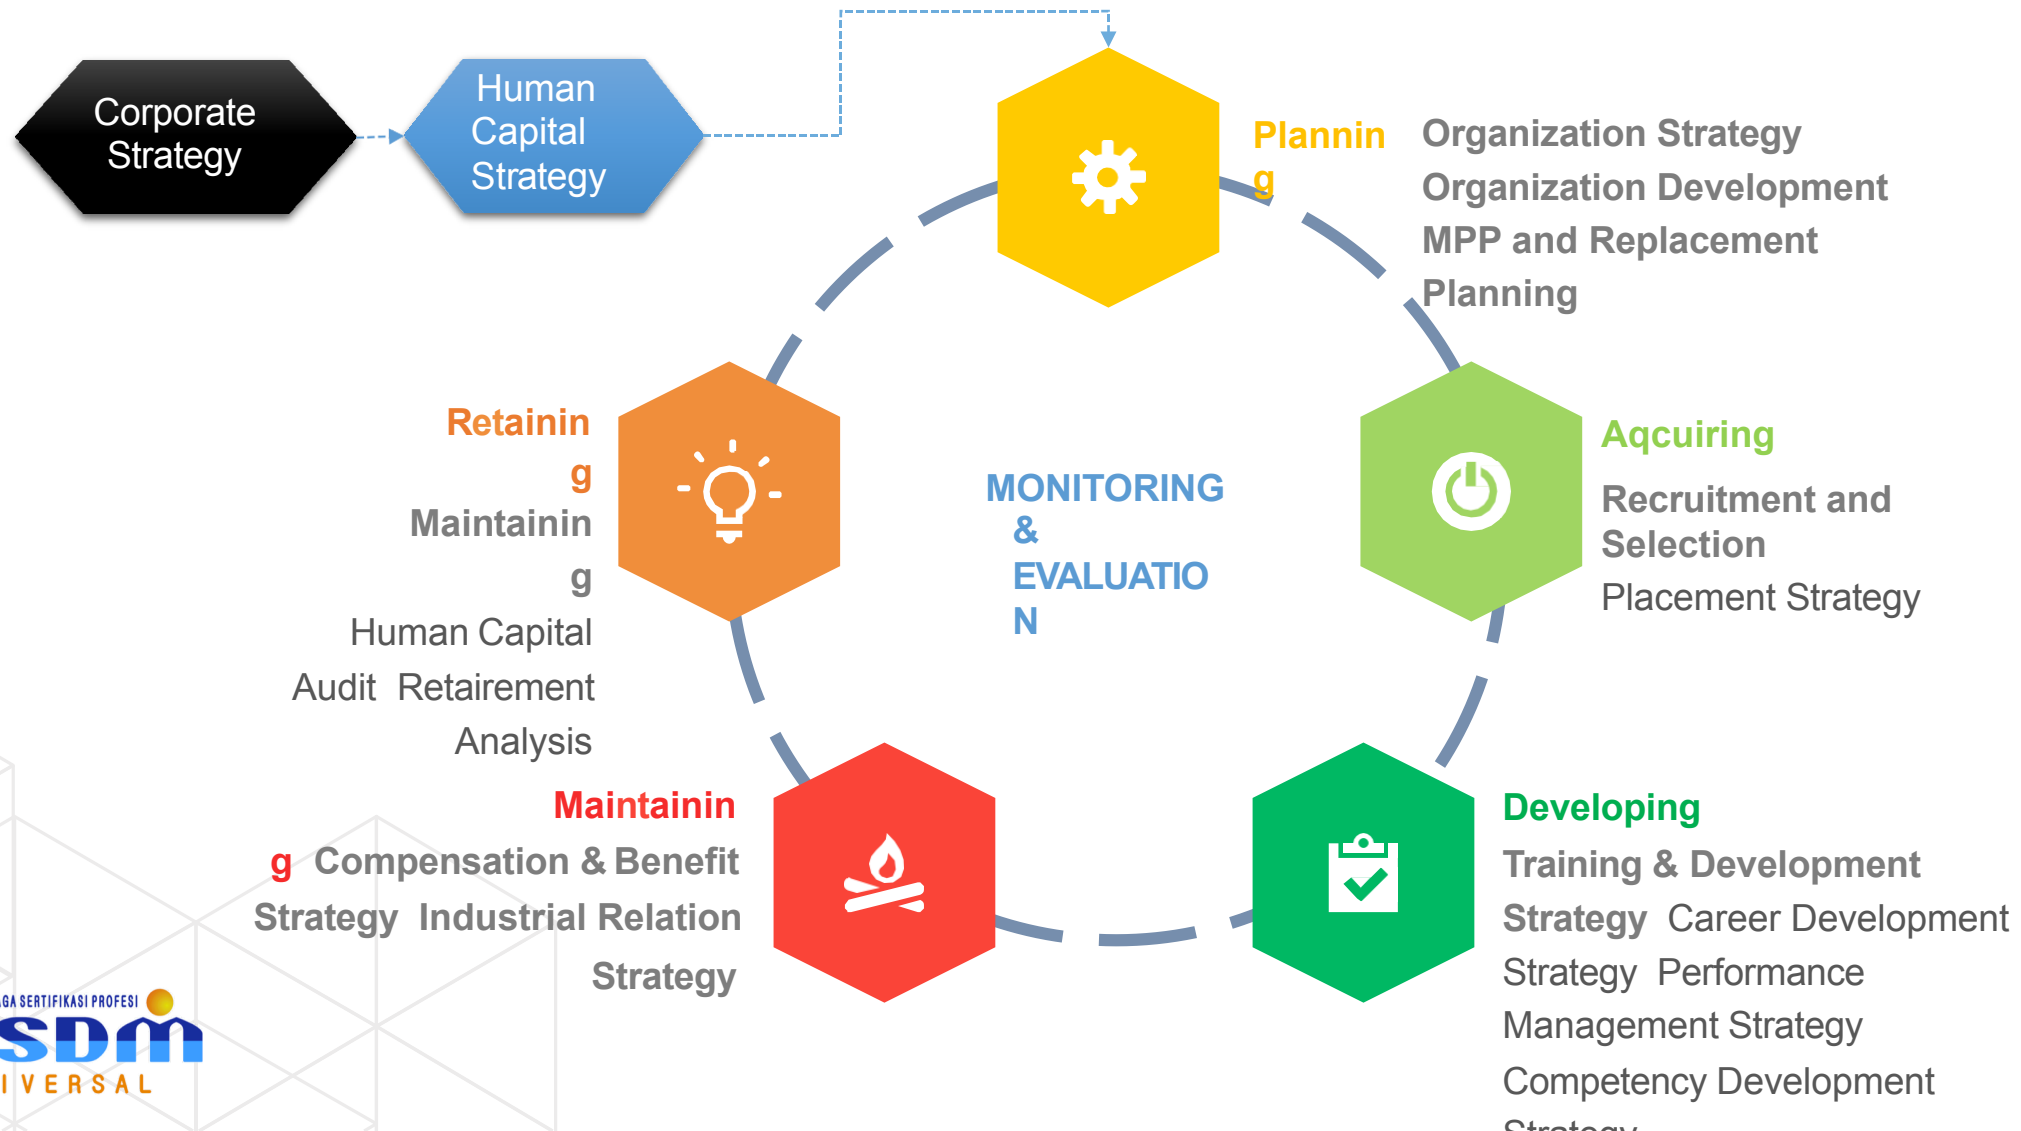 Corporate
Strategy
Human
Capital
Strategy
Plannin
g
Organization Strategy
Organization Development
MPP and Replacement
Planning
Aqcuiring
Recruitment and
Selection
Placement Strategy
Developing
Training & Development
Strategy Career Development
Strategy Performance
Management Strategy
Competency Development
Strategy
MONITORING
&
EVALUATIO
N
Retainin
g
Maintainin
g
Human Capital
Audit Retairement
Analysis
Maintainin
g Compensation & Benefit
Strategy Industrial Relation
Strategy
AGA SERTIFIKASI PROFESI
SDM
IVERSAL